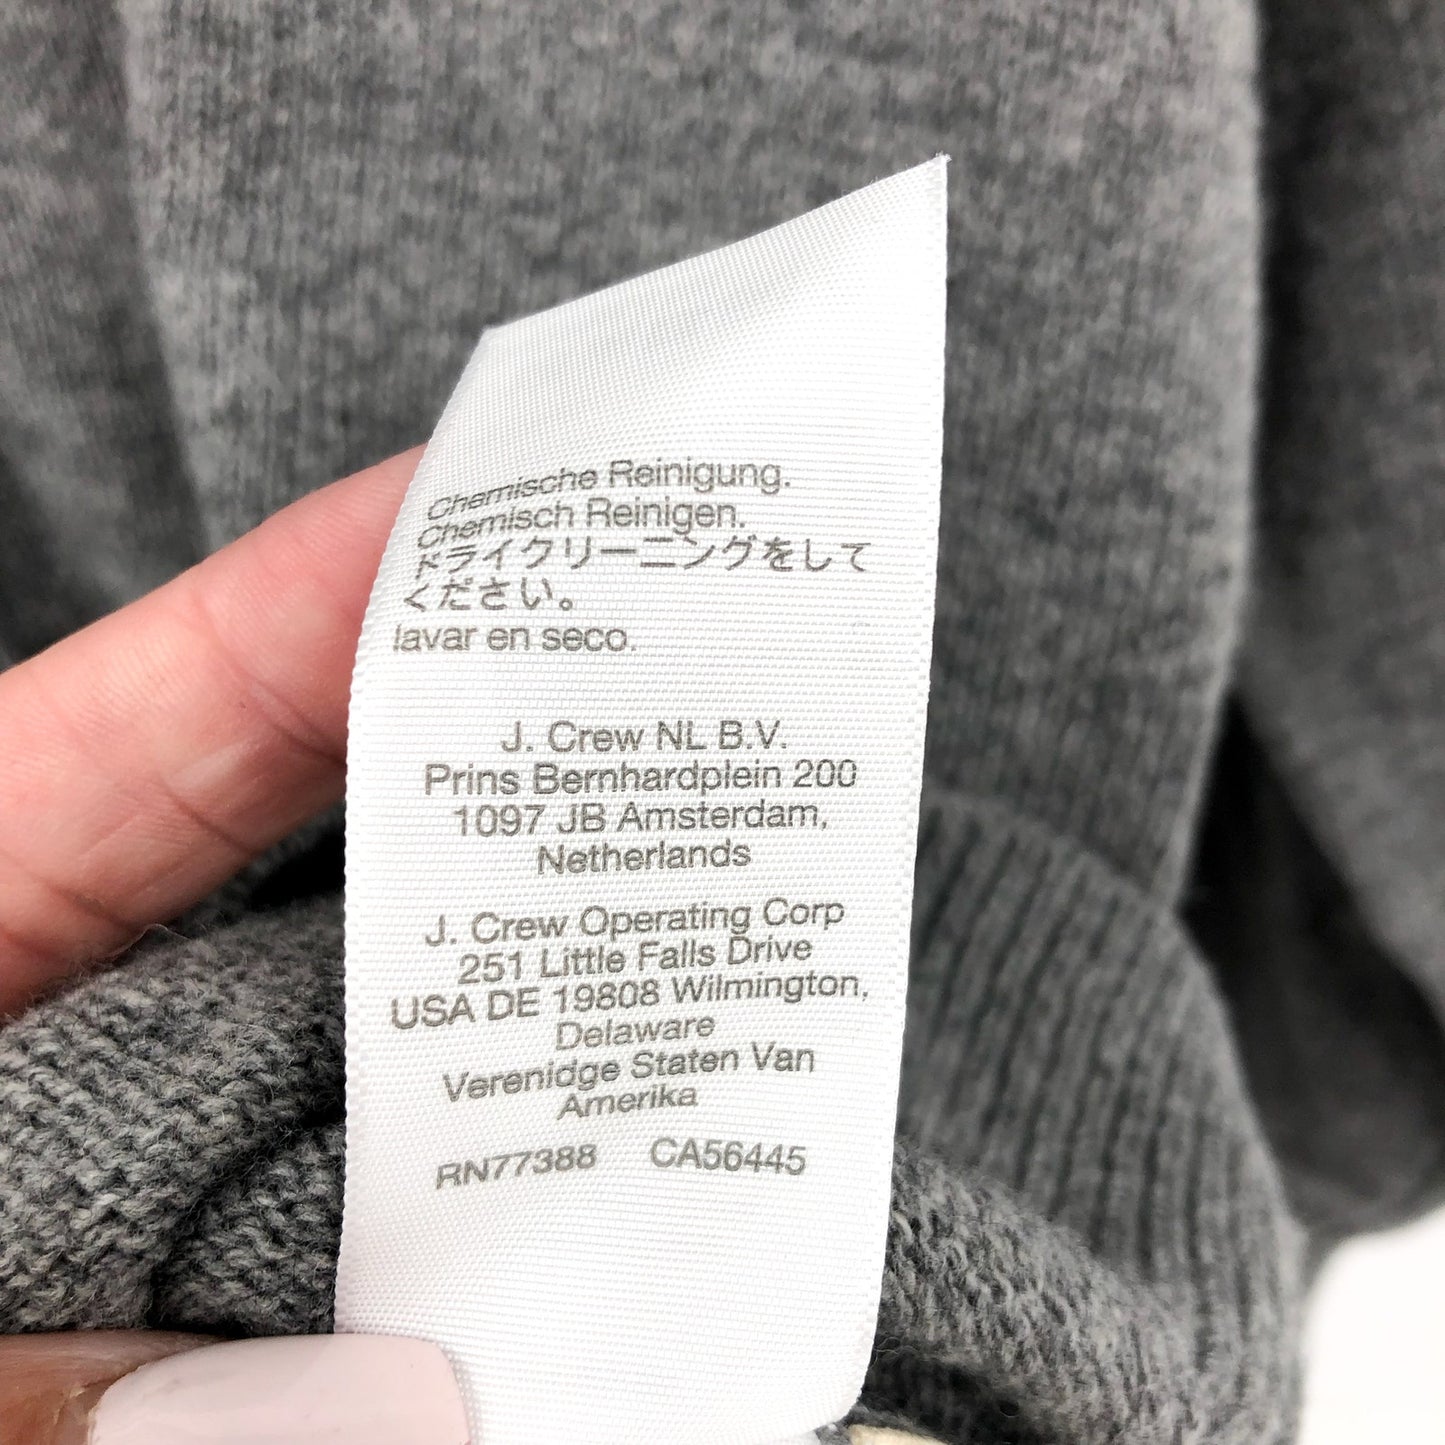 Chemische Reinigung.
Chemisch Reinigen.
ドライクリーニングをして
ください。
lavar en seco.
J. Crew NL B.V.
Prins Bernhardplein 200
1097 JB Amsterdam,
Netherlands
J. Crew Operating Corp
251 Little Falls Drive
USA DE 19808 Wilmington,
Delaware
Verenidge Staten Van
Amerika
RN77388 CA56445